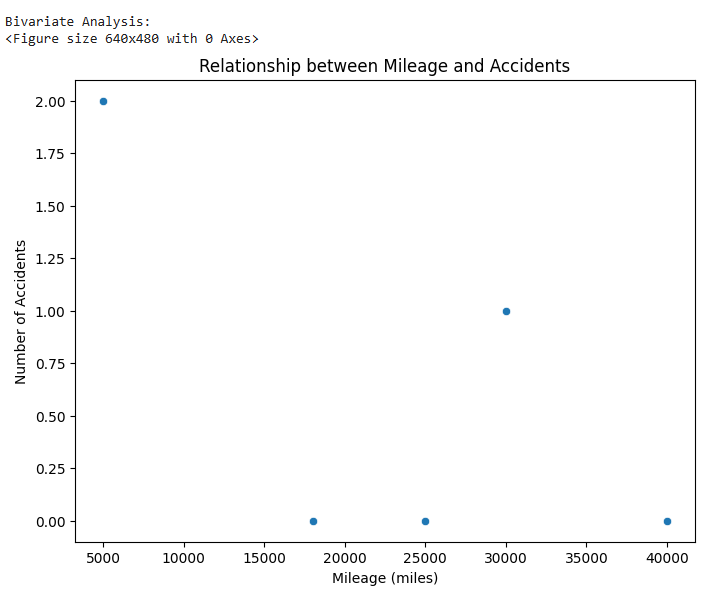 Bivariate Analysis:
<Figure size 640x480 with 0 Axes>
Relationship between Mileage and Accidents
2.00
1.75
1.50
1.25
1.00
0.75
0.50
0.25
0.00
Number of Accidents
5000 10000 15000 20000 25000 30000 35000 40000
Mileage (miles)